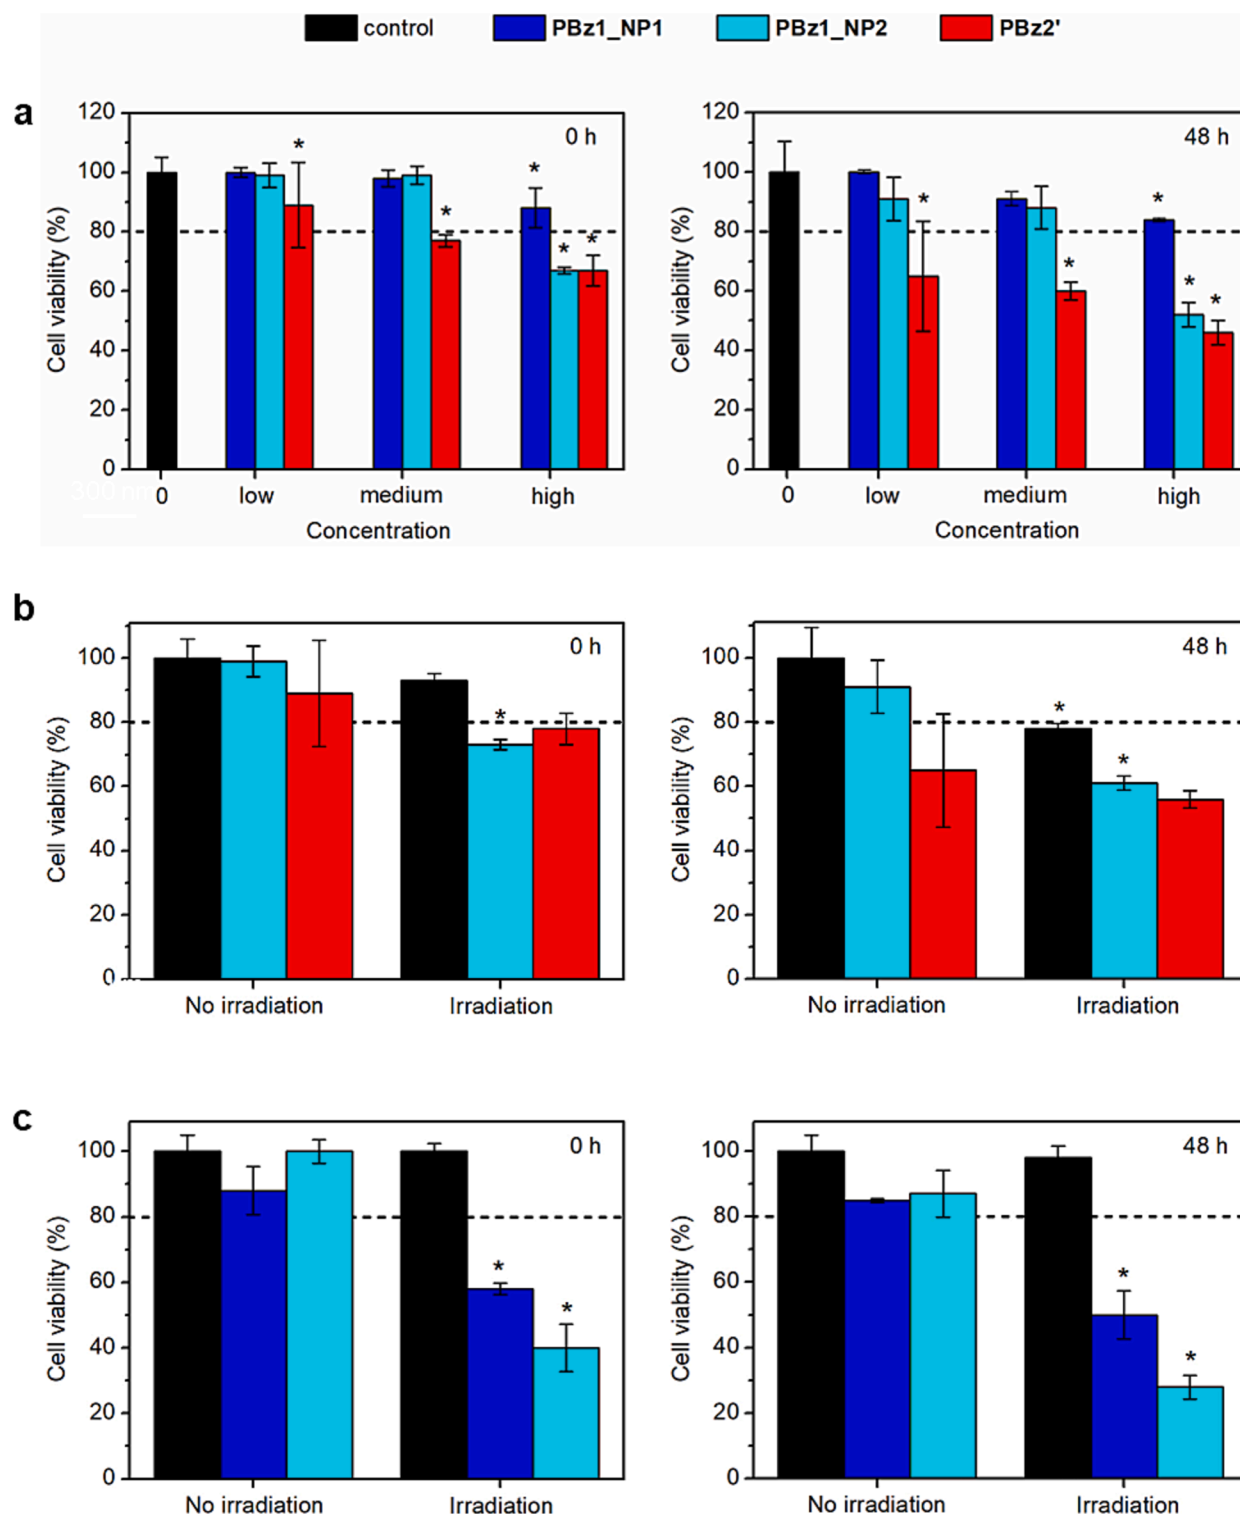 control PBz1_NP1 PBz1_NP2 PBz2'
a
120
100
80
60
40
20
0
Cell viability (%)
0 h
*
*
*
*
*
0 low medium high
300 nm
Concentration
120
100
80
60
40
20
0
Cell viability (%)
48 h
*
*
*
*
*
0 low medium high
Concentration
b
100
80
60
40
20
0
Cell viability (%)
0 h
*
No irradiation Irradiation
100
80
60
40
20
0
Cell viability (%)
48 h
*
*
No irradiation Irradiation
c
100
80
60
40
20
0
Cell viability (%)
0 h
*
*
No irradiation Irradiation
100
80
60
40
20
0
Cell viability (%)
48 h
*
*
No irradiation Irradiation